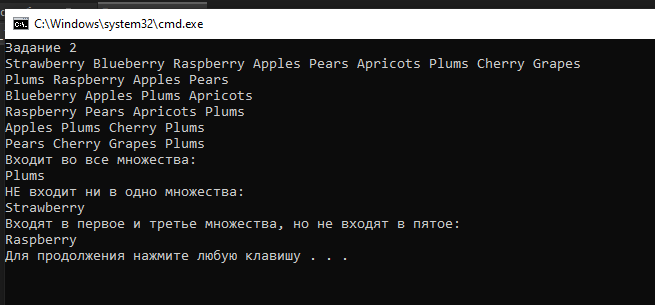 C:\Windows\system32\cmd.exe
Задание 2
Strawberry Blueberry Raspberry Apples Pears Apricots Plums Cherry Grapes
Plums Raspberry Apples Pears
Blueberry Apples Plums Apricots
Raspberry Pears Apricots Plums
Apples Plums Cherry Plums
Pears Cherry Grapes Plums
Входит во все множества:
Plums
НЕ входит ни в одно множества:
Strawberry
Входят в первое и третье множества, но не входят в пятое:
Raspberry
Для продолжения нажмите любую клавишу . . .